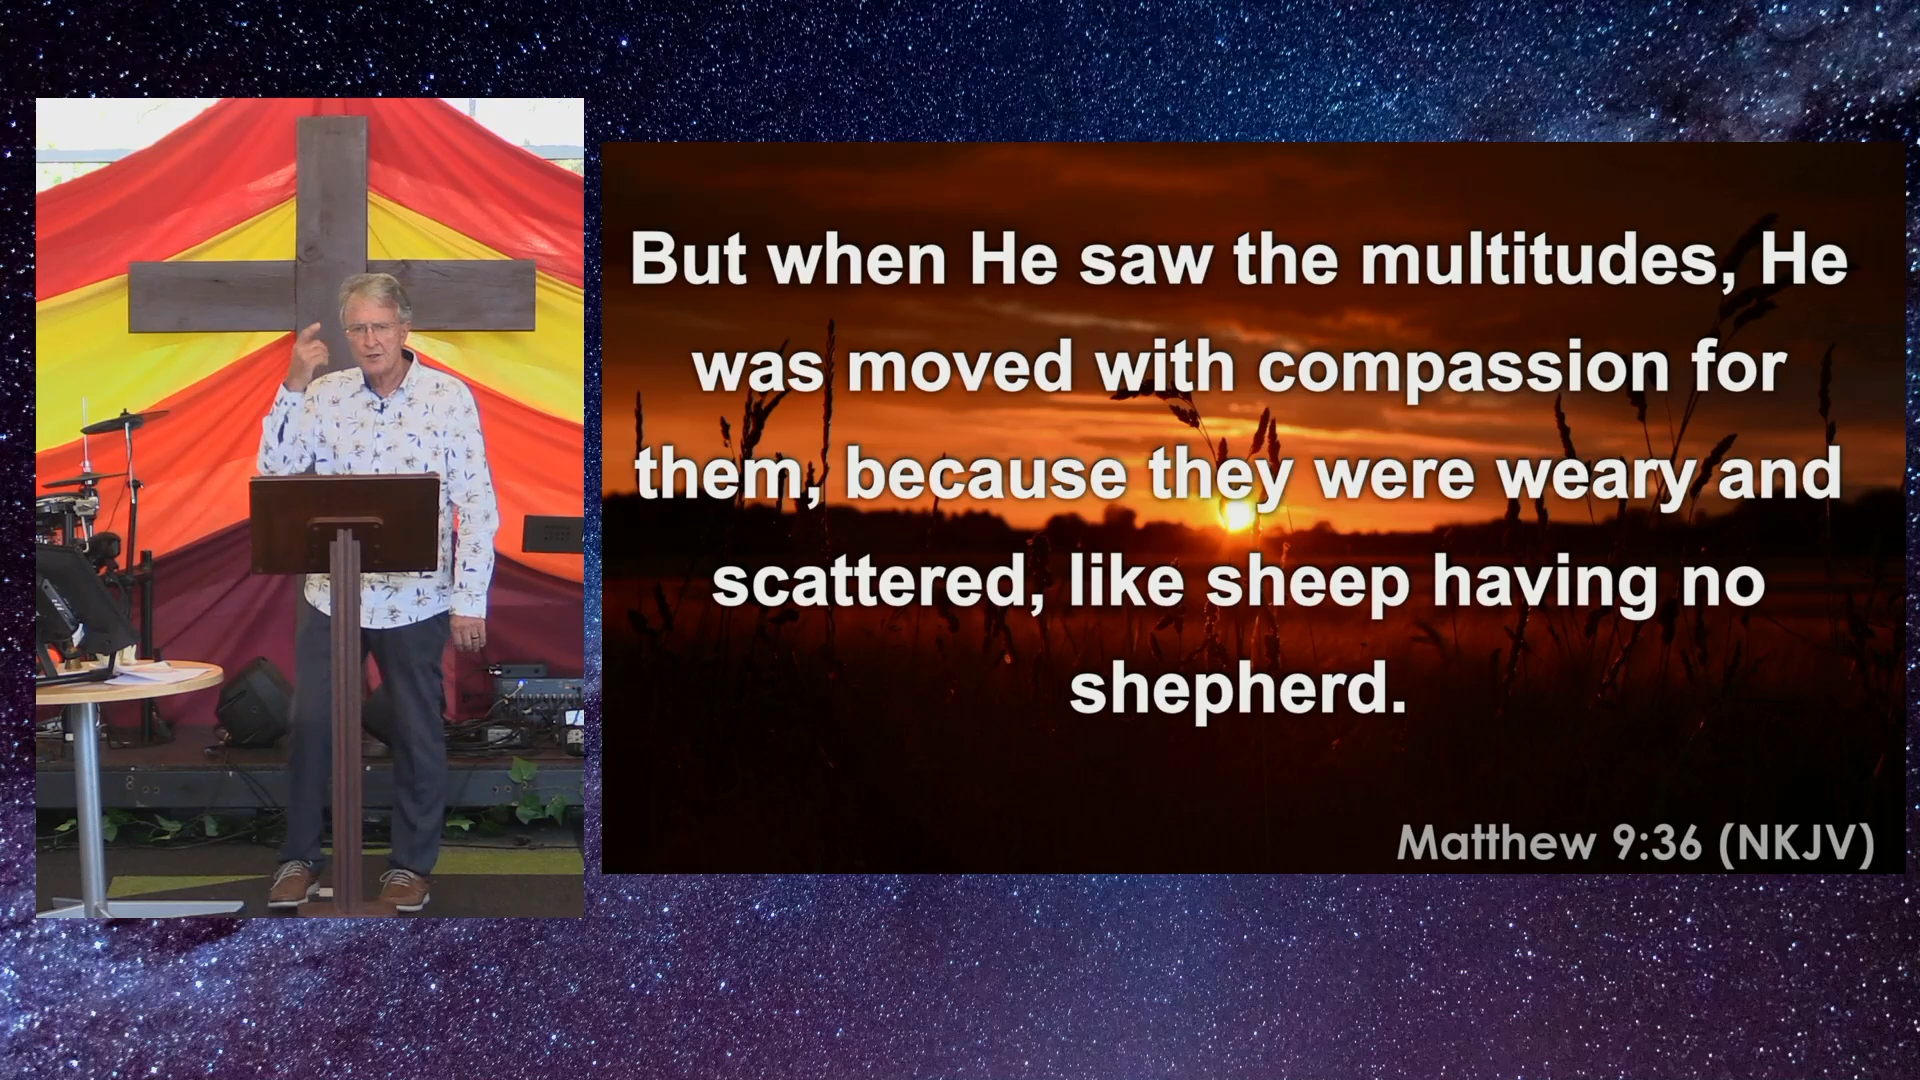 But when He saw the multitudes, He
was moved with compassion for
them, because they were weary and
scattered, like sheep having no
shepherd.
Matthew 9:36 (NKJV)